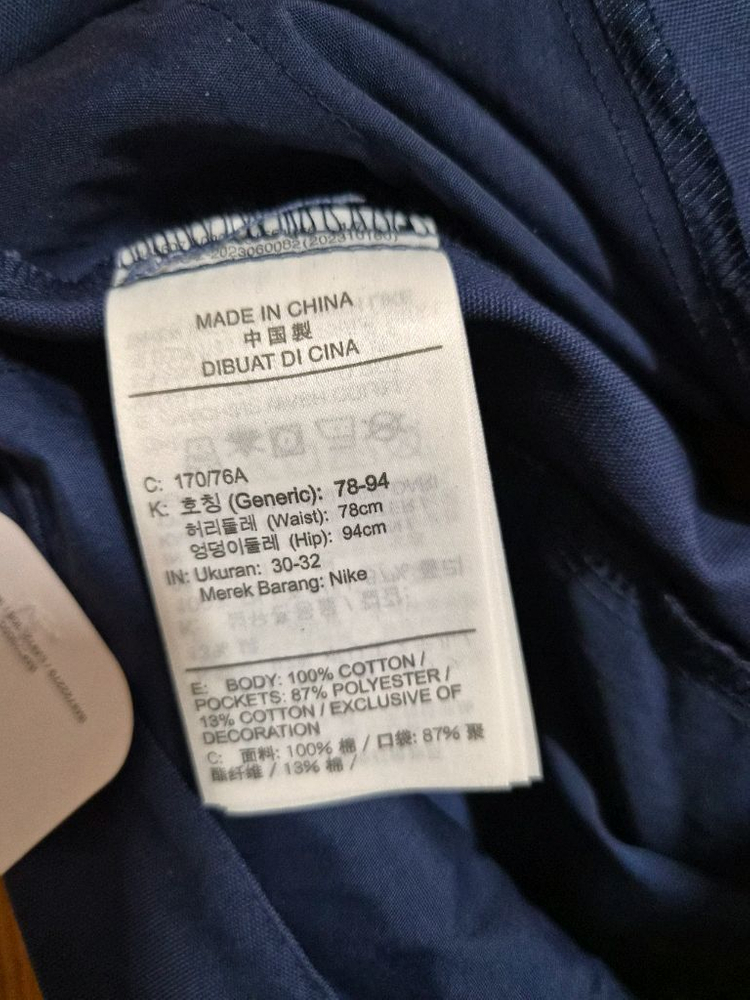 2023060082(202310180)
MADE IN CHINA
中国製
DIBUAT DI CINA
C: 170/76A
K: 호칭 (Generic): 78-94
허리둘레 (Waist): 78cm
엉덩이둘레 (Hip): 94cm
IN: Ukuran: 30-32
Merek Barang: Nike
E: BODY: 100% COTTON /
POCKETS: 87% POLYESTER /
13% COTTON / EXCLUSIVE OF
DECORATION
C: 面料: 100% 棉 / 口袋: 87% 聚
酯纤维 / 13% 棉 /